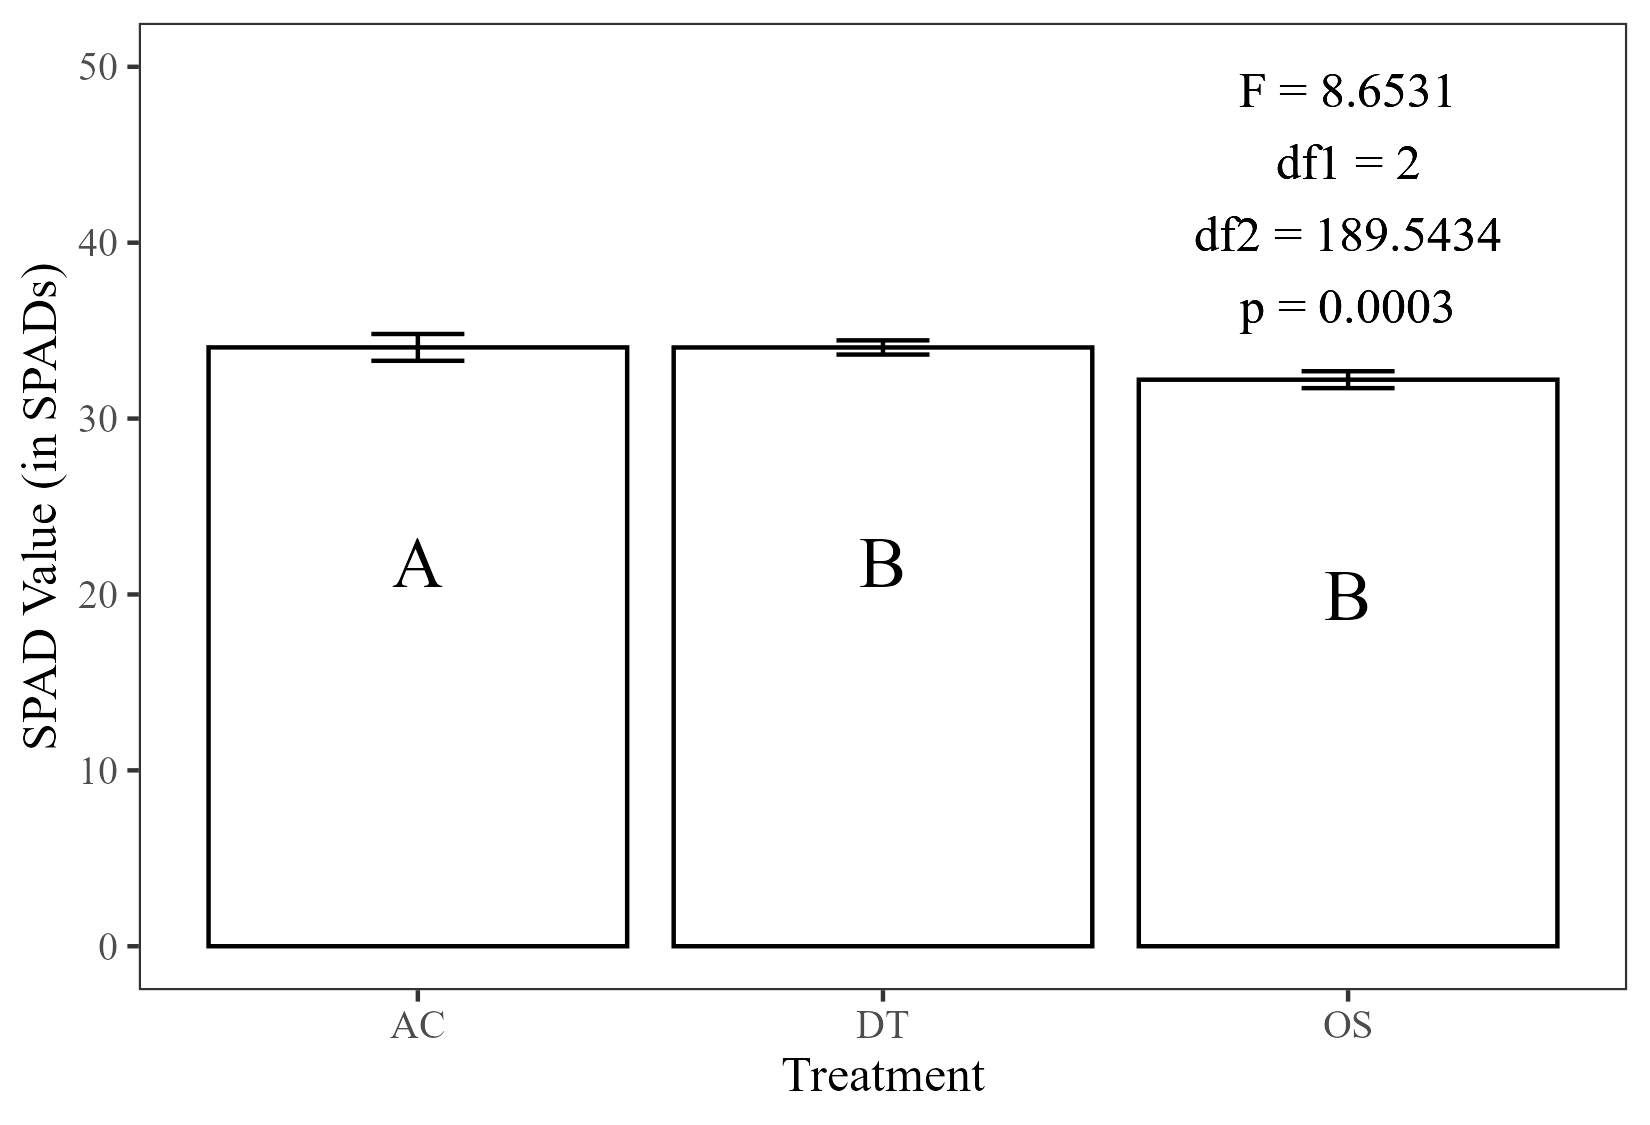 F = 8.6531
df1 = 2
df2 = 189.5434
p = 0.0003
SPAD Value (in SPADs)
50
40
30
20
10
0
A
B
B
AC
DT
OS
Treatment